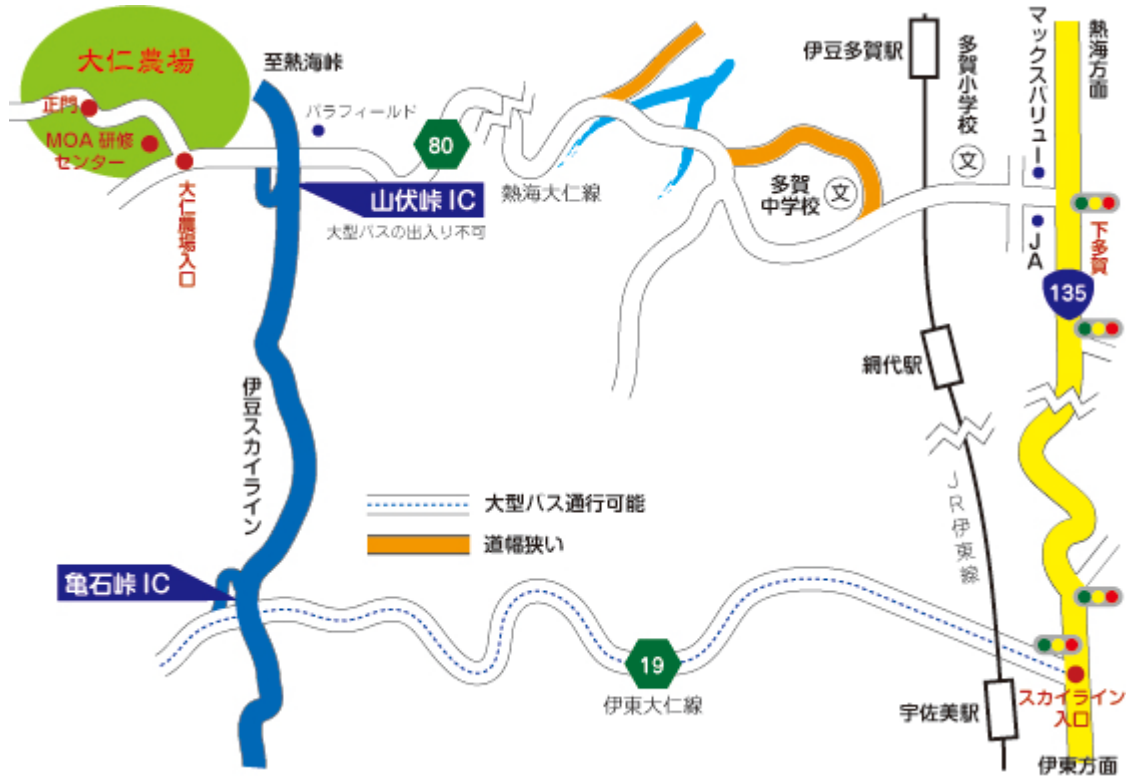 大仁農場
正門
MOA 研修
センター
大仁農場入口
至熱海峠
バラフィールド
80
山伏峠 IC
大型バスの出入り不可
熱海大仁線
多賀
中学校
文
伊豆多賀駅
多賀小学校
文
マックスバリュー
熱海方面
JA
下多賀
135
網代駅
伊豆スカイライン
大型バス通行可能
道幅狭い
JR伊東線
亀石峠 IC
19
伊東大仁線
宇佐美駅
スカイライン
入口
伊東方面